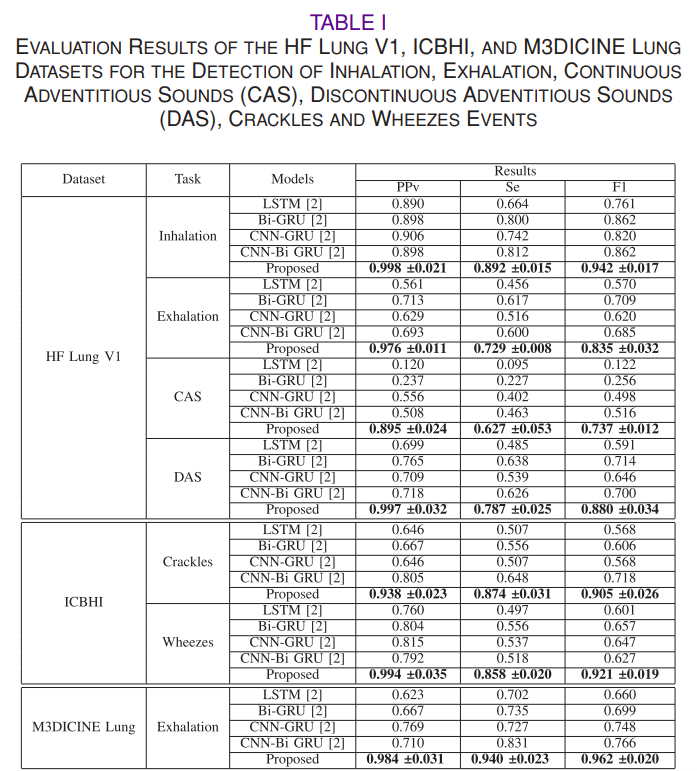 TABLE I
EVALUATION RESULTS OF THE HF LUNG V1, ICBHI, AND M3DICINE LUNG
DATASETS FOR THE DETECTION OF INHALATION, EXHALATION, CONTINUOUS
ADVENTITIOUS SOUNDS (CAS), DISCONTINUOUS ADVENTITIOUS SOUNDS
(DAS), CRACKLES AND WHEEZES EVENTS
Dataset Task Models Results
PPv Se F1
HF Lung V1
Inhalation
LSTM [2] 0.890 0.664 0.761
Bi-GRU [2] 0.898 0.800 0.862
CNN-GRU [2] 0.906 0.742 0.820
CNN-Bi GRU [2] 0.898 0.812 0.862
Proposed 0.998 ±0.021 0.892 ±0.015 0.942 ±0.017
Exhalation
LSTM [2] 0.561 0.456 0.570
Bi-GRU [2] 0.713 0.617 0.709
CNN-GRU [2] 0.629 0.516 0.620
CNN-Bi GRU [2] 0.693 0.600 0.685
Proposed 0.976 ±0.011 0.729 ±0.008 0.835 ±0.032
CAS
LSTM [2] 0.120 0.095 0.122
Bi-GRU [2] 0.237 0.227 0.256
CNN-GRU [2] 0.556 0.402 0.498
CNN-Bi GRU [2] 0.508 0.463 0.516
Proposed 0.895 ±0.024 0.627 ±0.053 0.737 ±0.012
DAS
LSTM [2] 0.699 0.485 0.591
Bi-GRU [2] 0.765 0.638 0.714
CNN-GRU [2] 0.709 0.539 0.646
CNN-Bi GRU [2] 0.718 0.626 0.700
Proposed 0.997 ±0.032 0.787 ±0.025 0.880 ±0.034
ICBHI
Crackles
LSTM [2] 0.646 0.507 0.568
Bi-GRU [2] 0.667 0.556 0.606
CNN-GRU [2] 0.646 0.507 0.568
CNN-Bi GRU [2] 0.805 0.648 0.718
Proposed 0.938 ±0.023 0.874 ±0.031 0.905 ±0.026
Wheezes
LSTM [2] 0.760 0.497 0.601
Bi-GRU [2] 0.804 0.556 0.657
CNN-GRU [2] 0.815 0.537 0.647
CNN-Bi GRU [2] 0.792 0.518 0.627
Proposed 0.994 ±0.035 0.858 ±0.020 0.921 ±0.019
M3DICINE Lung
Exhalation
LSTM [2] 0.623 0.702 0.660
Bi-GRU [2] 0.667 0.735 0.699
CNN-GRU [2] 0.769 0.727 0.748
CNN-Bi GRU [2] 0.710 0.831 0.766
Proposed 0.984 ±0.031 0.940 ±0.023 0.962 ±0.020